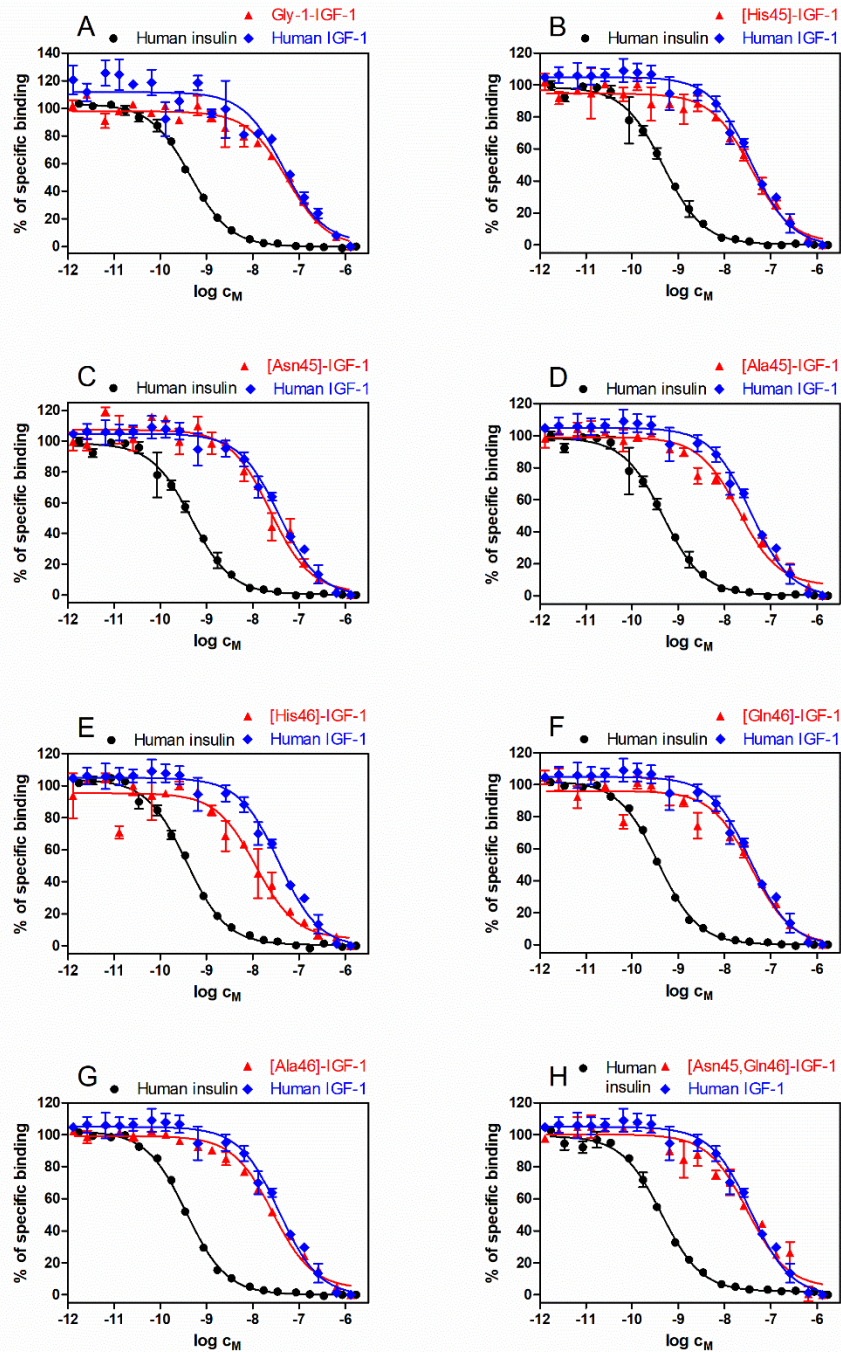 A
Gly-1-IGF-1
Human insulin Human IGF-1
% of specific binding
140
120
100
80
60
40
20
0
-12 -11 -10 -9 -8 -7 -6
log cM
B
[His45]-IGF-1
Human insulin Human IGF-1
% of specific binding
120
100
80
60
40
20
0
-12 -11 -10 -9 -8 -7 -6
log cM
C
[Asn45]-IGF-1
Human insulin Human IGF-1
% of specific binding
120
100
80
60
40
20
0
-12 -11 -10 -9 -8 -7 -6
log cM
D
[Ala45]-IGF-1
Human insulin Human IGF-1
% of specific binding
120
100
80
60
40
20
0
-12 -11 -10 -9 -8 -7 -6
log cM
E
[His46]-IGF-1
Human insulin Human IGF-1
% of specific binding
120
100
80
60
40
20
0
-12 -11 -10 -9 -8 -7 -6
log cM
F
[Gln46]-IGF-1
Human insulin Human IGF-1
% of specific binding
120
100
80
60
40
20
0
-12 -11 -10 -9 -8 -7 -6
log cM
G
[Ala46]-IGF-1
Human insulin Human IGF-1
% of specific binding
120
100
80
60
40
20
0
-12 -11 -10 -9 -8 -7 -6
log cM
H
Human [Asn45,Gln46]-IGF-1
insulin Human IGF-1
% of specific binding
120
100
80
60
40
20
0
-12 -11 -10 -9 -8 -7 -6
log cM